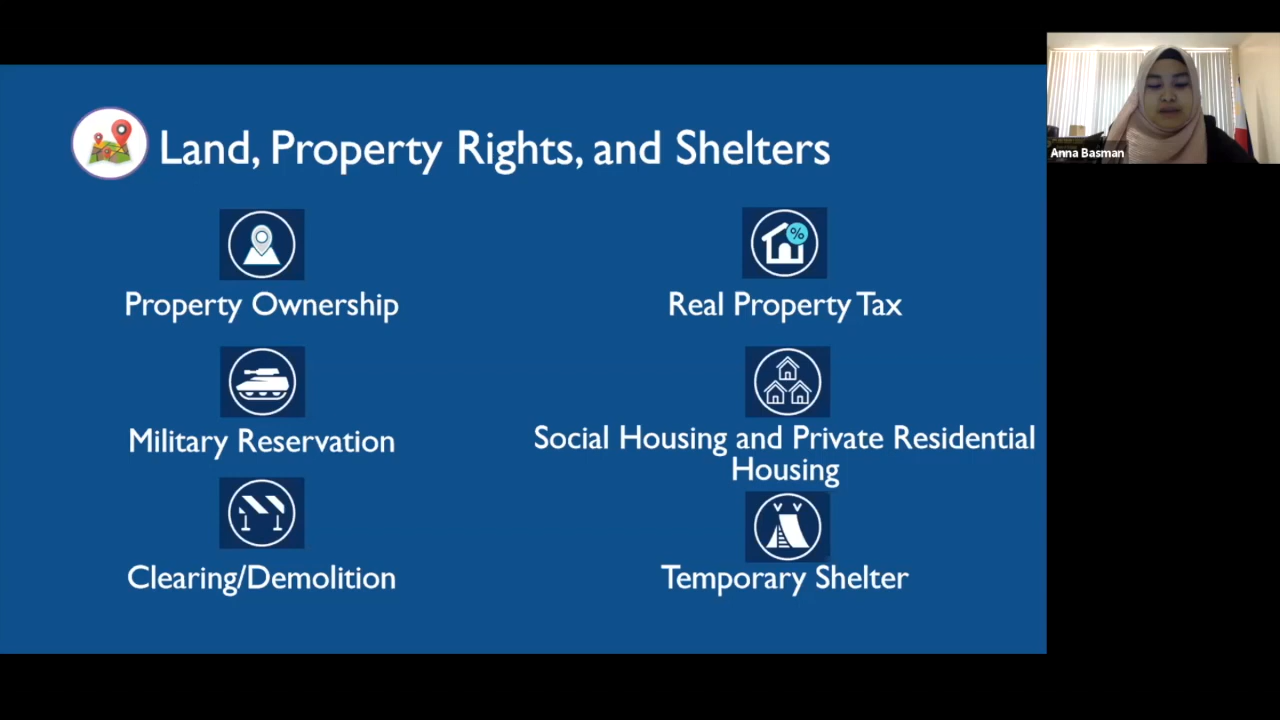 Land, Property Rights, and Shelters
Property Ownership
Real Property Tax
%
Military Reservation
Social Housing and Private Residential
Housing
Clearing/Demolition
Temporary Shelter
Anna Basman